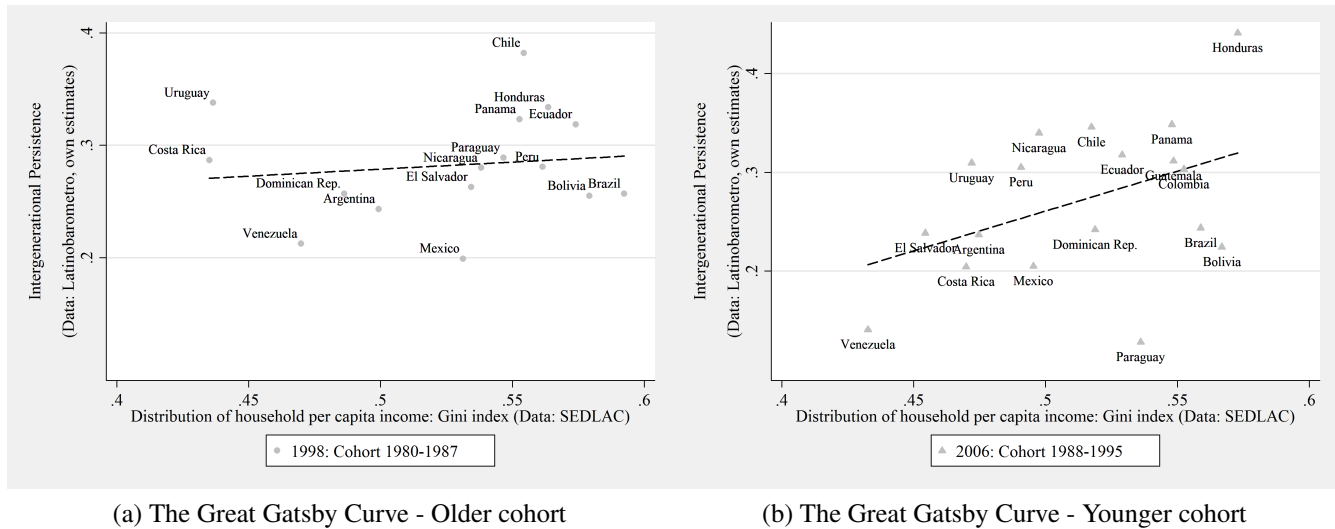 Intergenerational Persistence
(Data: Latinobarometro, own estimates)
.4
.3
.2
Chile
Uruguay
Honduras
Panama
Ecuador
Costa Rica
Paraguay
Nicaragua
Peru
El Salvador
Dominican Rep.
Argentina
Bolivia
Brazil
Venezuela
Mexico
.4
.45
.5
.55
.6
Distribution of household per capita income: Gini index (Data: SEDLAC)
1998: Cohort 1980-1987
(a) The Great Gatsby Curve - Older cohort
Intergenerational Persistence
(Data: Latinobarometro, own estimates)
.4
.3
.2
Honduras
Panama
Chile
Nicaragua
Ecuador
Guatemala
Uruguay
Peru
Colombia
El Salvador
Argentina
Dominican Rep.
Brazil
Bolivia
Costa Rica
Mexico
Venezuela
Paraguay
.4
.45
.5
.55
.6
Distribution of household per capita income: Gini index (Data: SEDLAC)
2006: Cohort 1988-1995
(b) The Great Gatsby Curve - Younger cohort